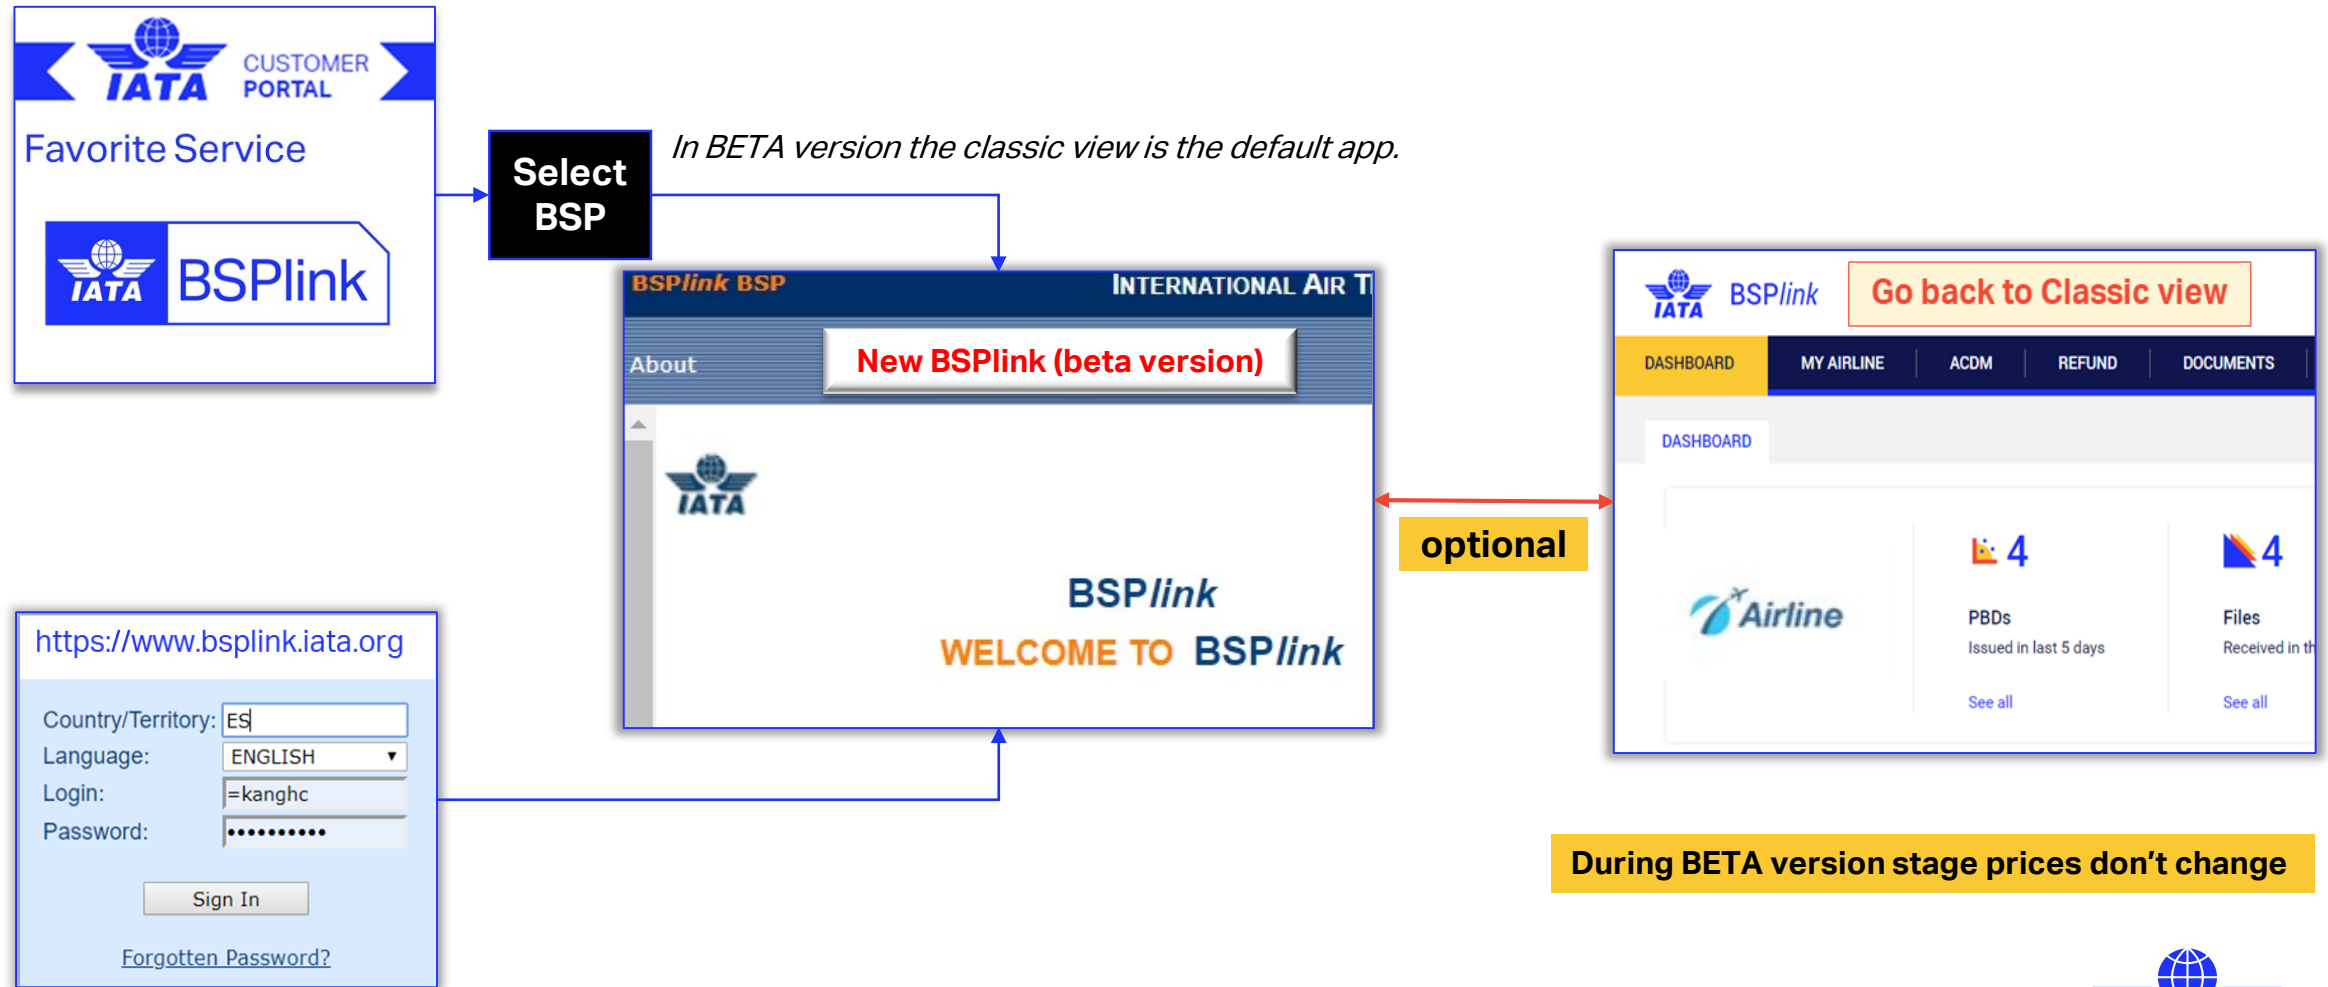 IATA
CUSTOMER
PORTAL
Favorite Service
IATA
BSPlink
Select
BSP
In BETA version the classic view is the default app.
BSPlink BSP
INTERNATIONAL AIR T
About
New BSPlink (beta version)
IATA
BSPlink
WELCOME TO BSPlink
optional
IATA
BSPlink
Go back to Classic view
DASHBOARD
MY AIRLINE
ACDM
REFUND
DOCUMENTS
DASHBOARD
Airline
4
PBDs
Issued in last 5 days
See all
4
Files
Received in th
See all
https://www.bsplink.iata.org
Country/Territory: ES
Language: ENGLISH
Login: =kanghc
Password: ••••••••••
Sign In
Forgotten Password?
During BETA version stage prices don't change